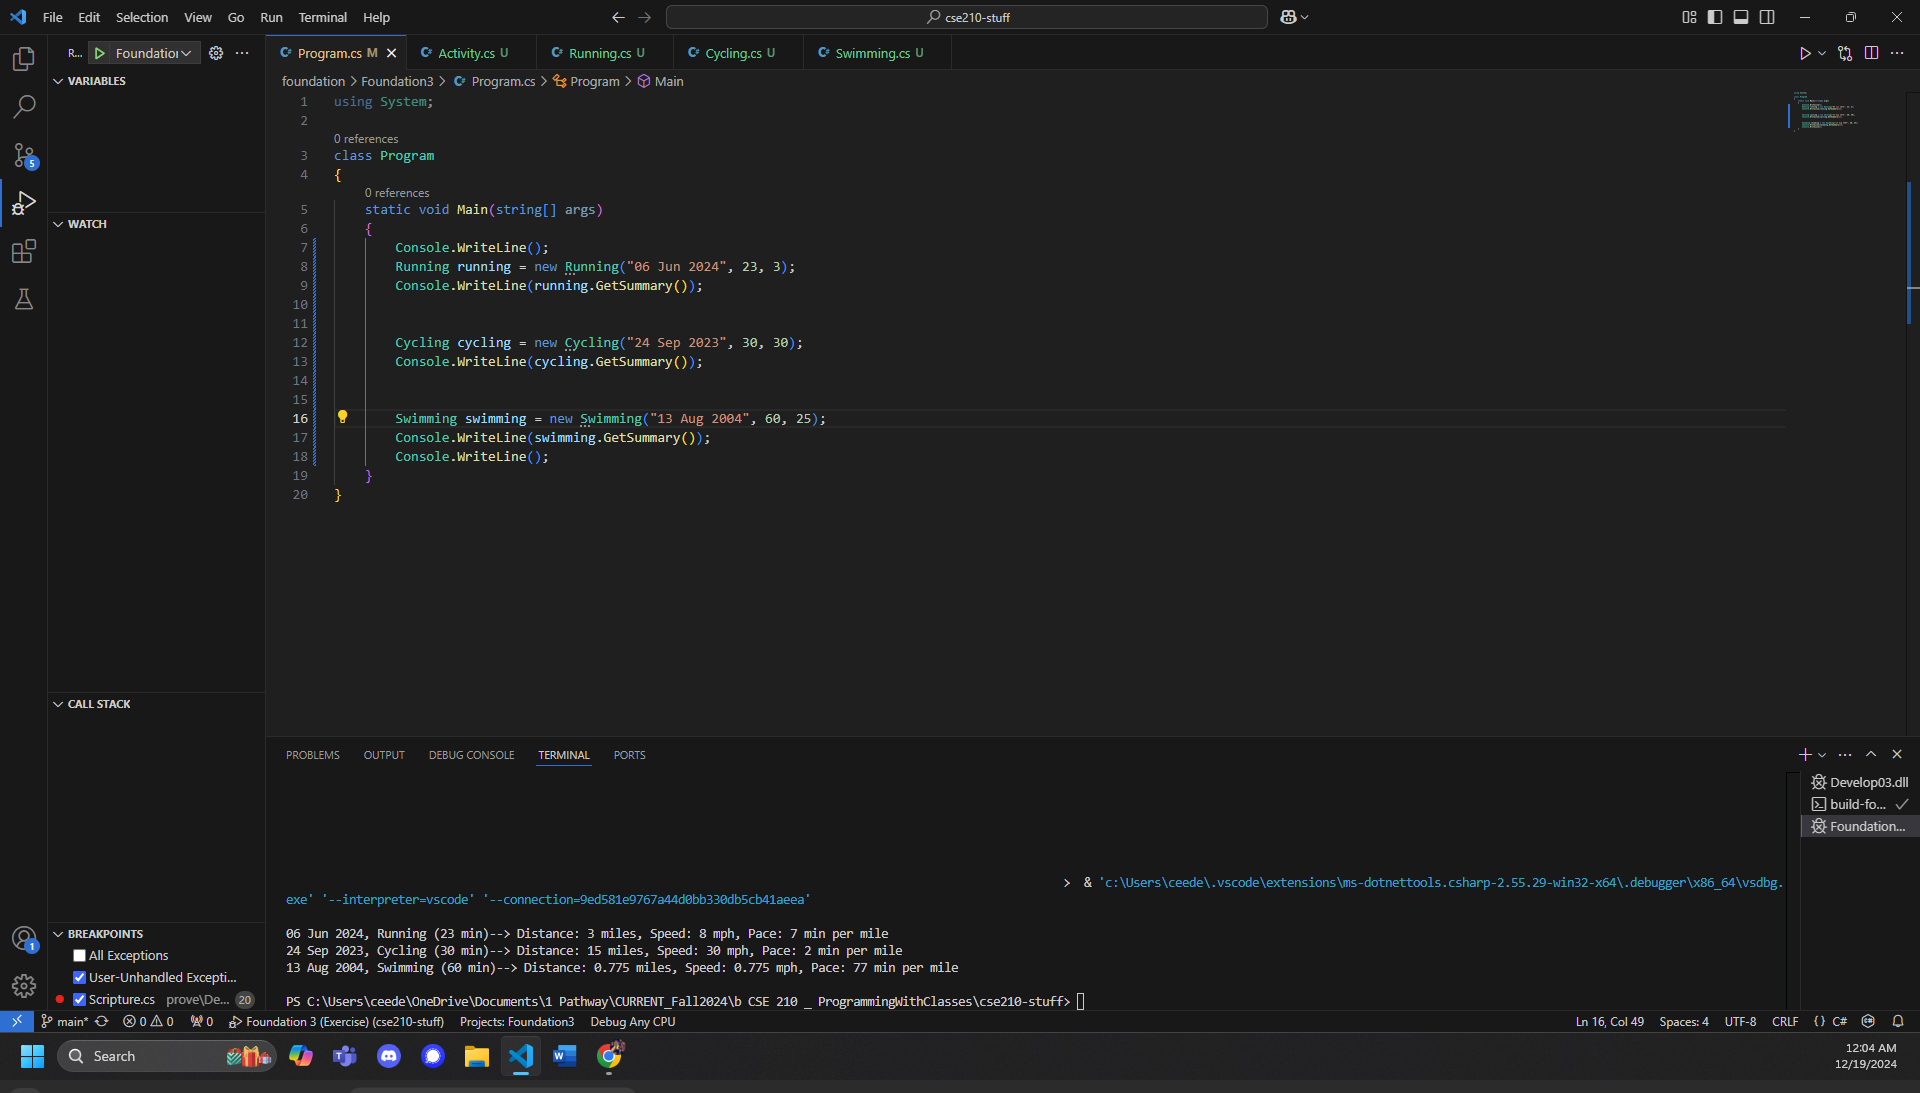 File Edit Selection View Go Run Terminal Help
cse210-stuff
R... Foundation
VARIABLES
WATCH
CALL STACK
BREAKPOINTS
All Exceptions
User-Unhandled Excepti...
Scripture.cs prove\De... 20
5
1
Program.cs M
Activity.cs U
Running.cs U
Cycling.cs U
Swimming.cs U
foundation > Foundation3 > Program.cs > Program > Main
1 using System;
2
0 references
3 class Program
4 {
0 references
5 static void Main(string[] args)
6 {
7 Console.WriteLine();
8 Running running = new Running("06 Jun 2024", 23, 3);
9 Console.WriteLine(running.GetSummary());
10
11
12 Cycling cycling = new Cycling("24 Sep 2023", 30, 30);
13 Console.WriteLine(cycling.GetSummary());
14
15
16 Swimming swimming = new Swimming("13 Aug 2004", 60, 25);
17 Console.WriteLine(swimming.GetSummary());
18 Console.WriteLine();
19 }
20 }
PROBLEMS OUTPUT DEBUG CONSOLE TERMINAL PORTS
> & 'c:\Users\ceede\.vscode\extensions\ms-dotnettools.csharp-2.55.29-win32-x64\.debugger\x86_64\vsdbg.
exe' '--interpreter=vscode' '--connection=9ed581e9767a44d0bb330db5cb41aeea'
06 Jun 2024, Running (23 min)--> Distance: 3 miles, Speed: 8 mph, Pace: 7 min per mile
24 Sep 2023, Cycling (30 min)--> Distance: 15 miles, Speed: 30 mph, Pace: 2 min per mile
13 Aug 2004, Swimming (60 min)--> Distance: 0.775 miles, Speed: 0.775 mph, Pace: 77 min per mile
PS C:\Users\ceede\OneDrive\Documents\1 Pathway\CURRENT_Fall2024\b CSE 210 _ ProgrammingWithClasses\cse210-stuff>
Develop03.dll
build-fo...
Foundation...
main* 0 0 0 Foundation 3 (Exercise) (cse210-stuff) Projects: Foundation3 Debug Any CPU
Ln 16, Col 49 Spaces: 4 UTF-8 CRLF {} C#
Search
12:04 AM
12/19/2024